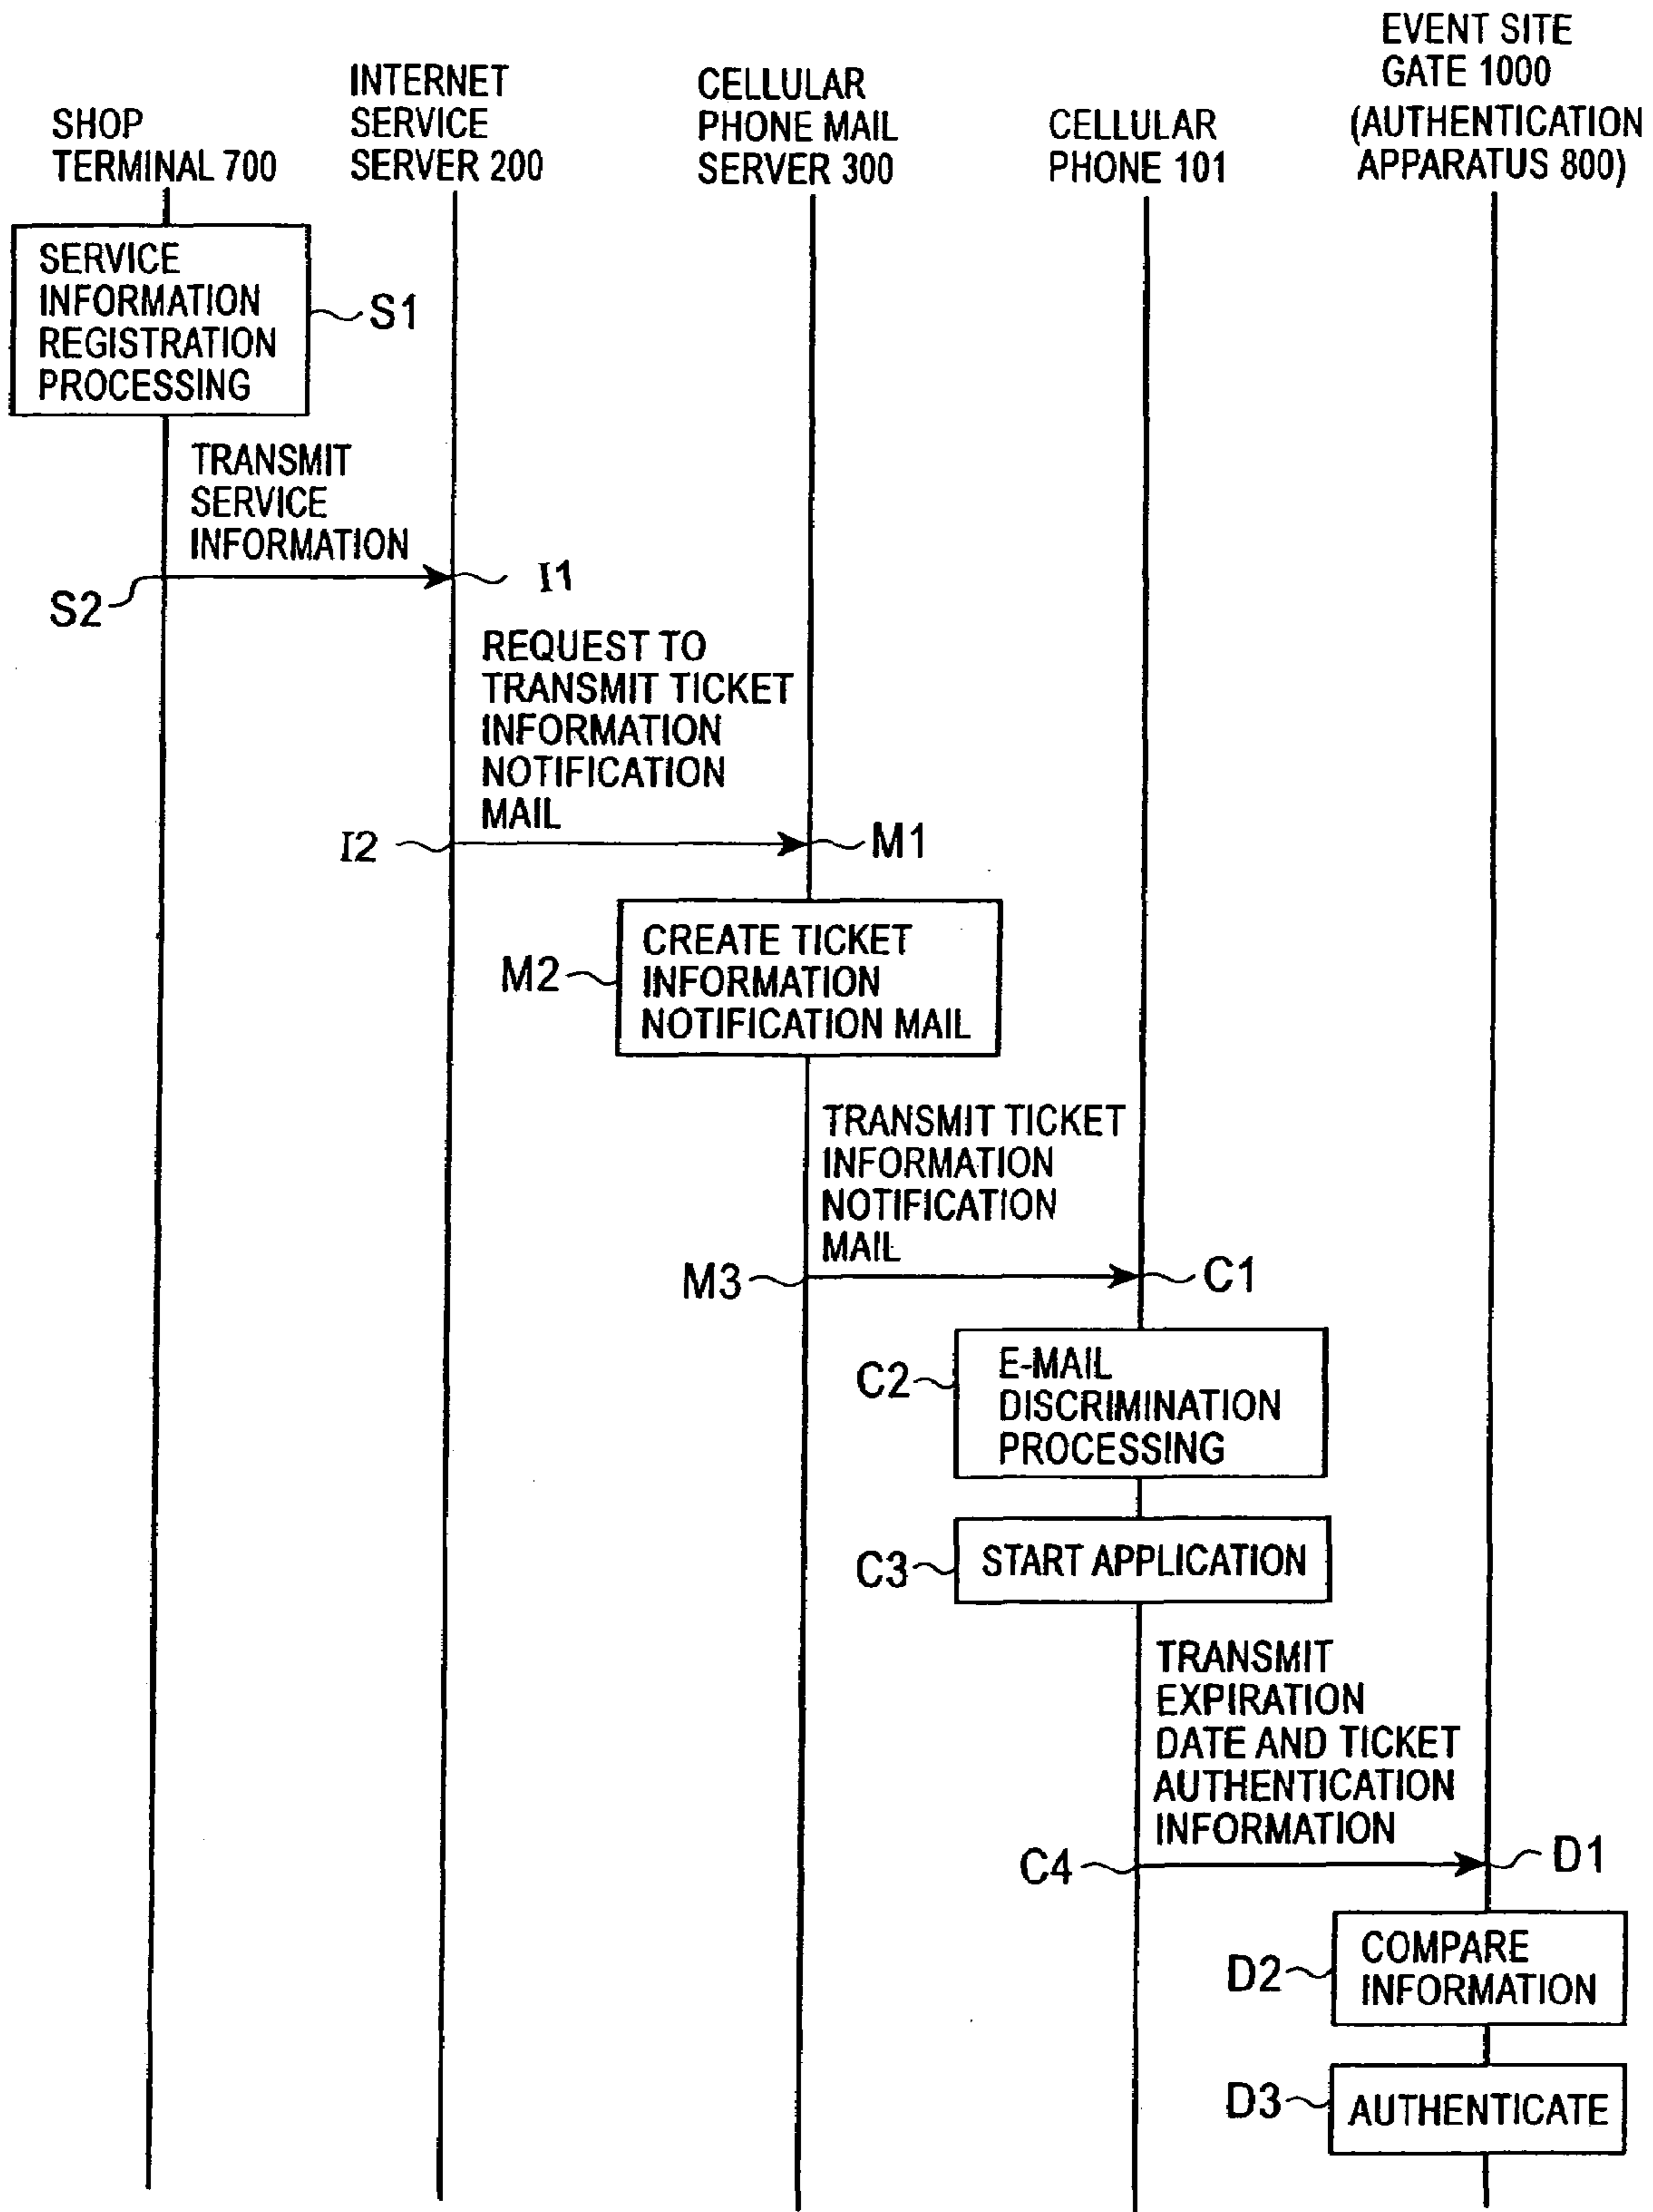 SHOP
TERMINAL 700
INTERNET
SERVICE
SERVER 200
CELLULAR
PHONE MAIL
SERVER 300
CELLULAR
PHONE 101
EVENT SITE
GATE 1000
(AUTHENTICATION
APPARATUS 800)
SERVICE
INFORMATION
REGISTRATION
PROCESSING
S1
TRANSMIT
SERVICE
INFORMATION
S2
I1
REQUEST TO
TRANSMIT TICKET
INFORMATION
NOTIFICATION
MAIL
I2
M1
M2
CREATE TICKET
INFORMATION
NOTIFICATION MAIL
TRANSMIT TICKET
INFORMATION
NOTIFICATION
MAIL
M3
C1
C2
E-MAIL
DISCRIMINATION
PROCESSING
C3
START APPLICATION
TRANSMIT
EXPIRATION
DATE AND TICKET
AUTHENTICATION
INFORMATION
C4
D1
D2
COMPARE
INFORMATION
D3
AUTHENTICATE